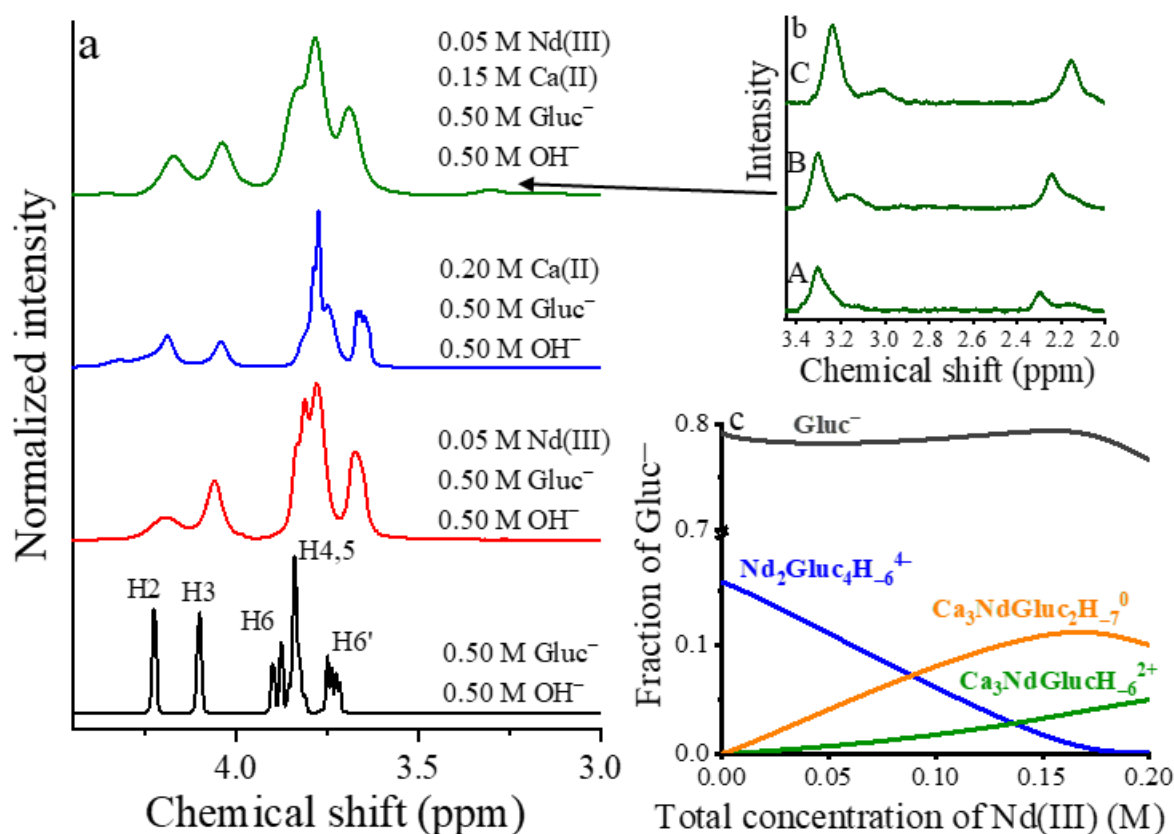 a
0.05 M Nd(III)
0.15 M Ca(II)
0.50 M Gluc⁻
0.50 M OH⁻
0.20 M Ca(II)
0.50 M Gluc⁻
0.50 M OH⁻
0.05 M Nd(III)
0.50 M Gluc⁻
0.50 M OH⁻
H4,5
H2
H3
H6
H6'
0.50 M Gluc⁻
0.50 M OH⁻
4.0 3.5 3.0
Chemical shift (ppm)
Normalized intensity
b
C
B
A
Intensity
3.4 3.2 3.0 2.8 2.6 2.4 2.2 2.0
Chemical shift (ppm)
c
0.8
Gluc⁻
0.7
Nd₂Gluc₄H₋₆⁴⁻
Ca₃NdGluc₂H₋₇⁰
0.1
Ca₃NdGlucH₋₆²⁺
0.0
0.00 0.05 0.10 0.15 0.20
Total concentration of Nd(III) (M)
Fraction of Gluc⁻